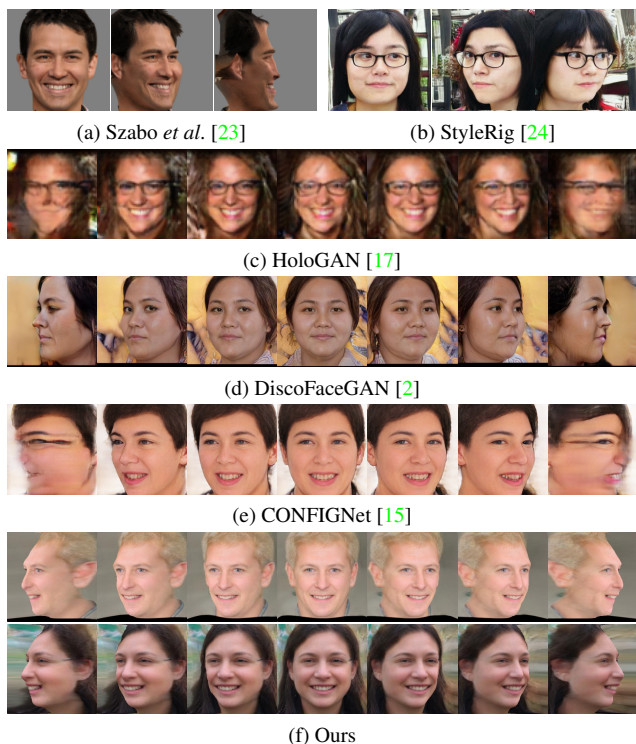 (a) Szabo et al. [23]
(b) StyleRig [24]
(c) HoloGAN [17]
(d) DiscoFaceGAN [2]
(e) CONFIGNet [15]
(f) Ours